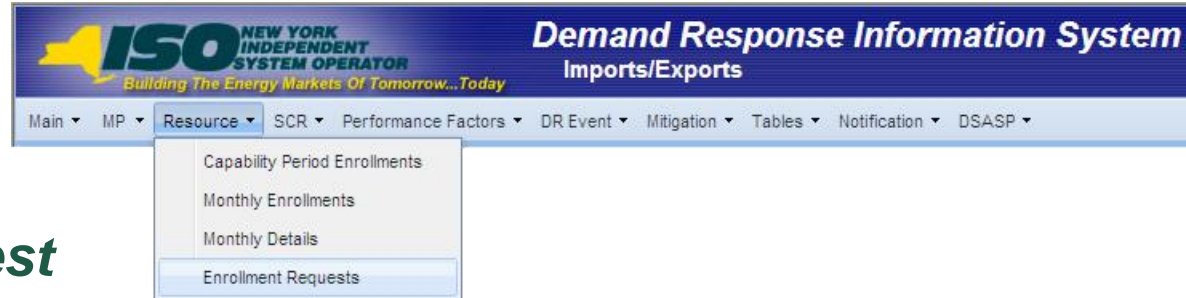 ISO NEW YORK
INDEPENDENT
SYSTEM OPERATOR
Building The Energy Markets Of Tomorrow...Today
Demand Response Information System
Imports/Exports
Main MP Resource SCR Performance Factors DR Event Mitigation Tables Notification DSASP
Capability Period Enrollments
Monthly Enrollments
Monthly Details
Enrollment Requests
est